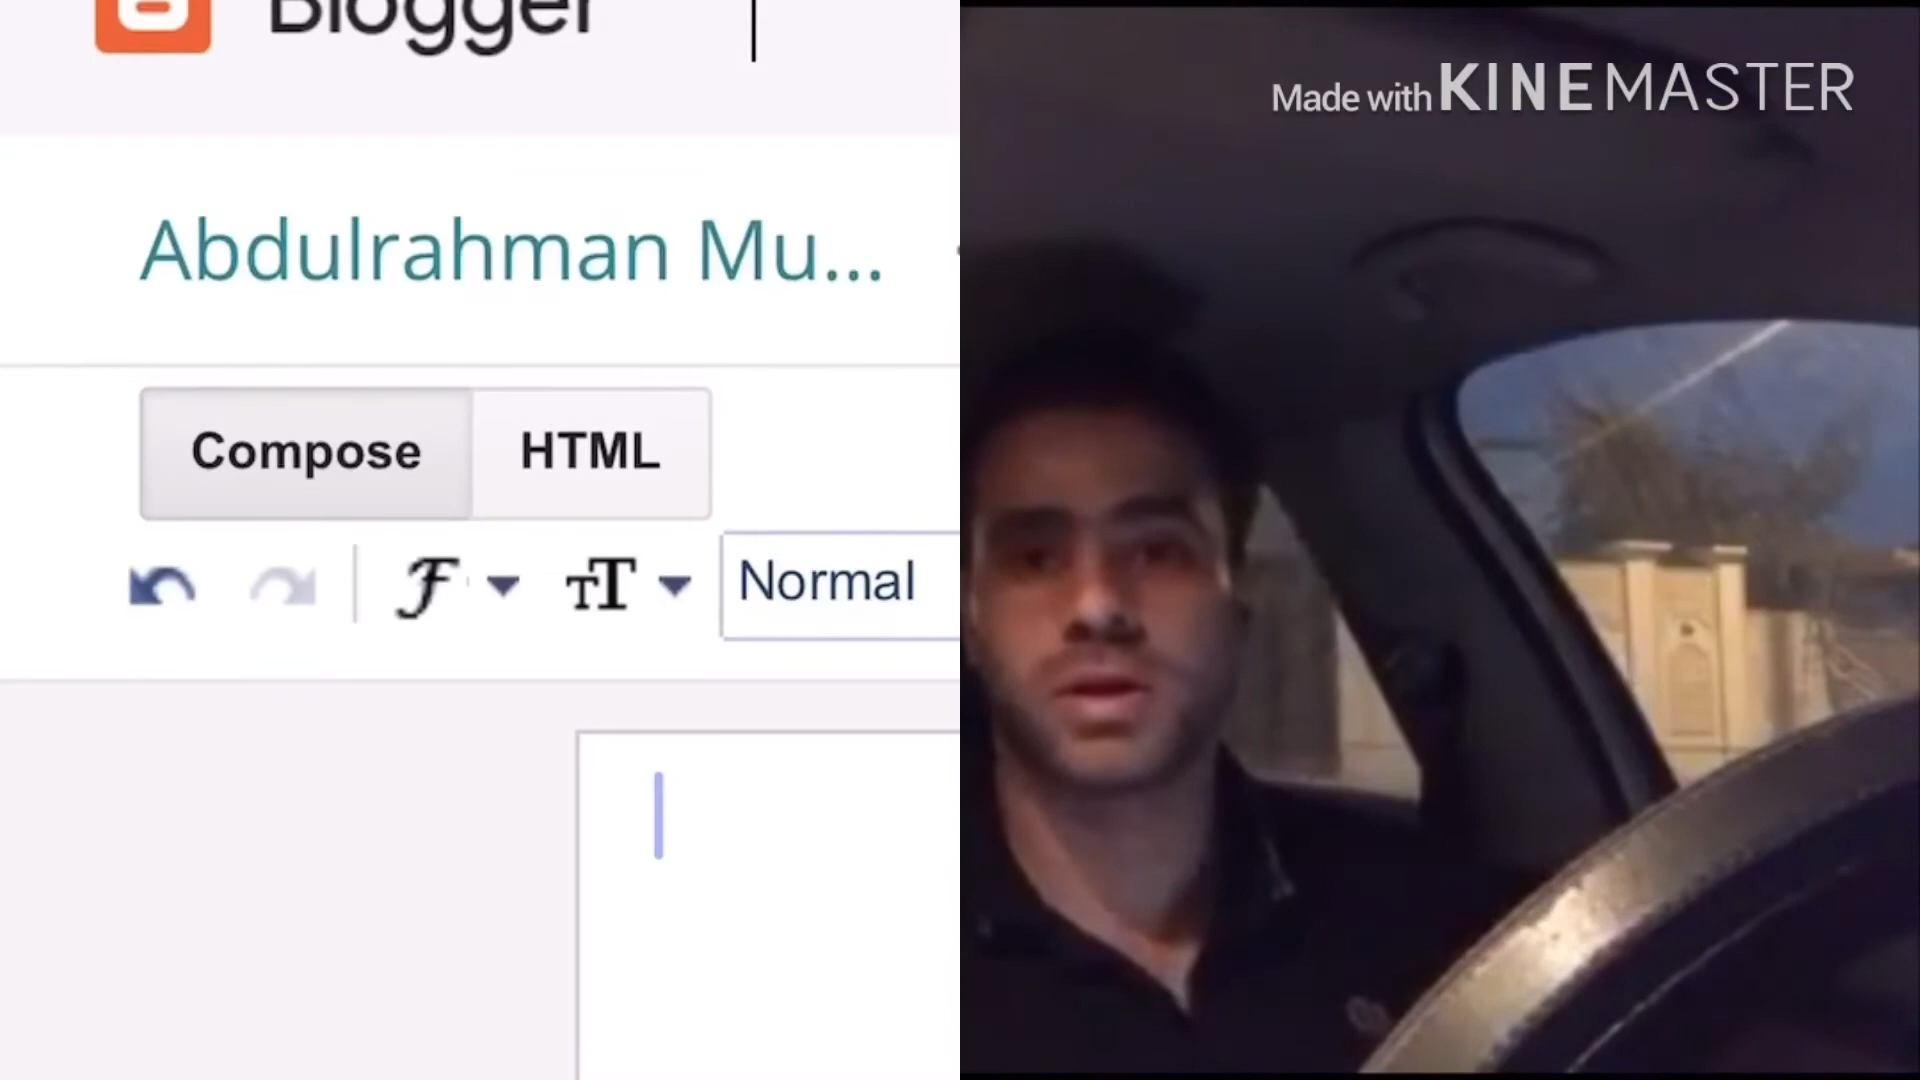 Blogger
Made with KINEMASTER
Abdulrahman Mu...
Compose HTML
Normal